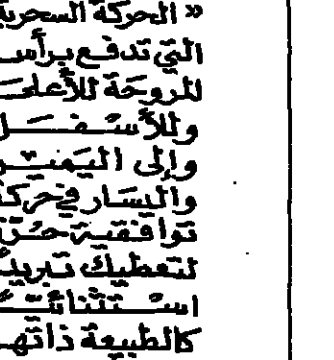 « الحركة السحرية
التي تدفع برأس
المروحة للأعلى
وللأسفل
وإلى اليمين
واليسار في حركة
توافقية حتى
لتعطيك تبريداً
كالطبيعة ذاتها